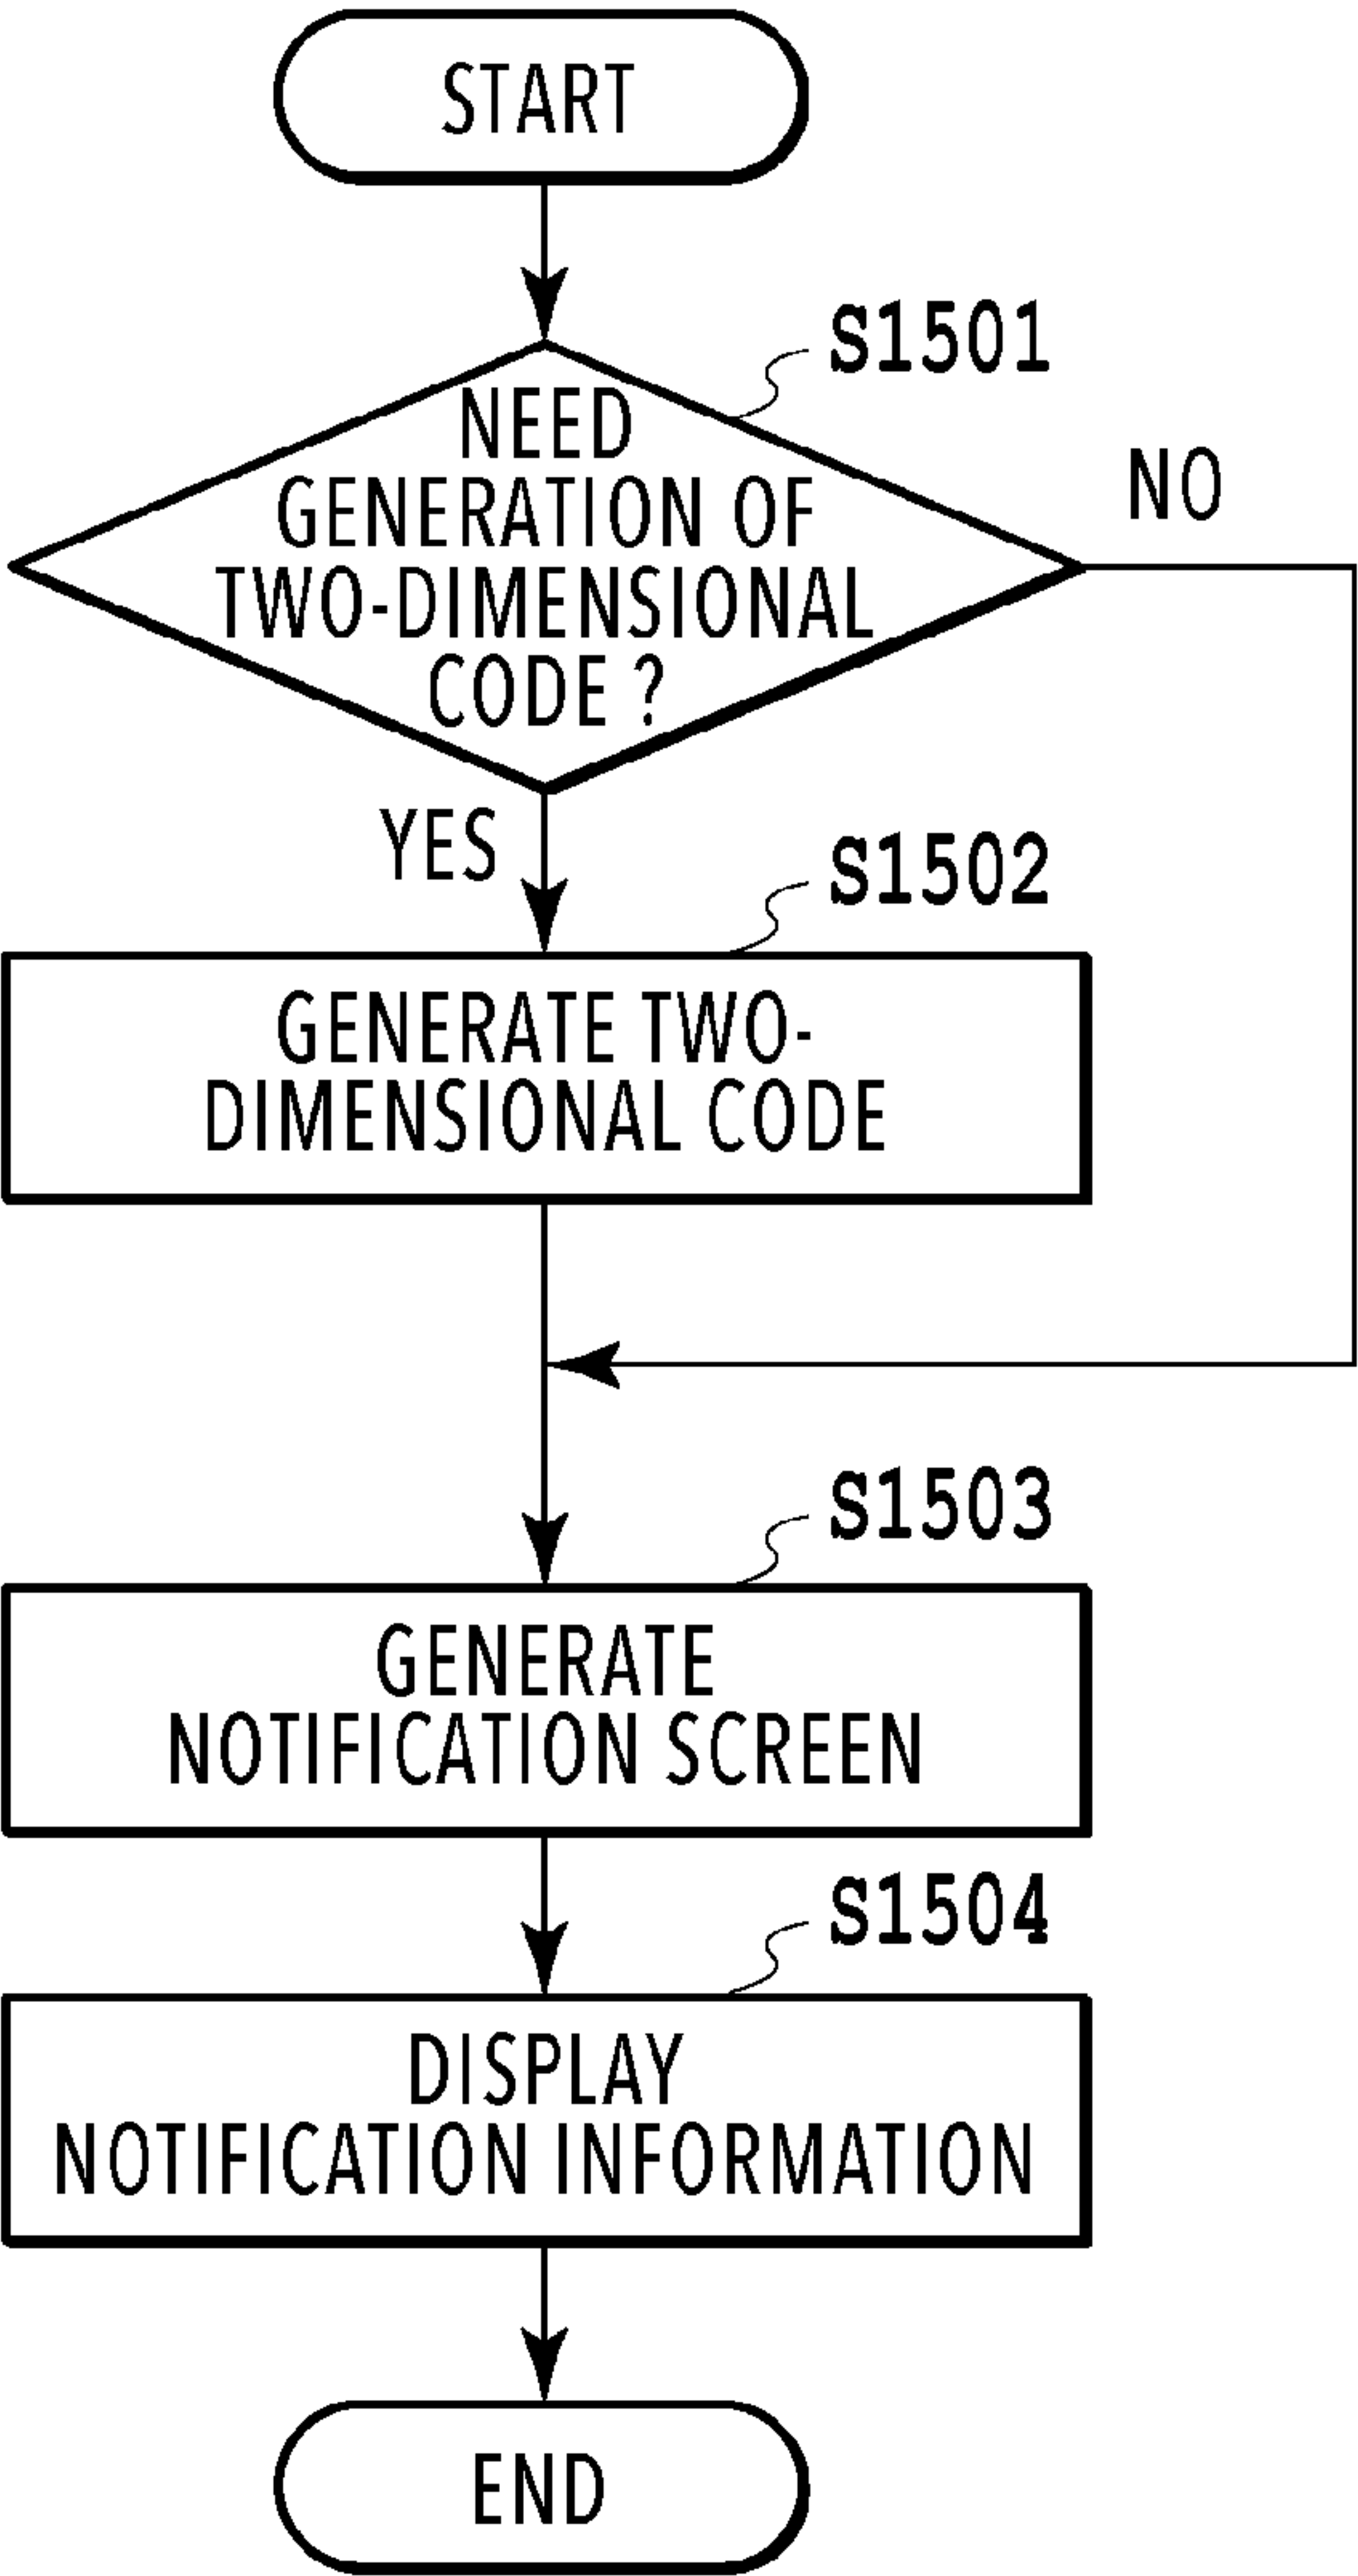 START
S1501
NEED
GENERATION OF
TWO-DIMENSIONAL
CODE ?
NO
YES
S1502
GENERATE TWO-
DIMENSIONAL CODE
S1503
GENERATE
NOTIFICATION SCREEN
S1504
DISPLAY
NOTIFICATION INFORMATION
END